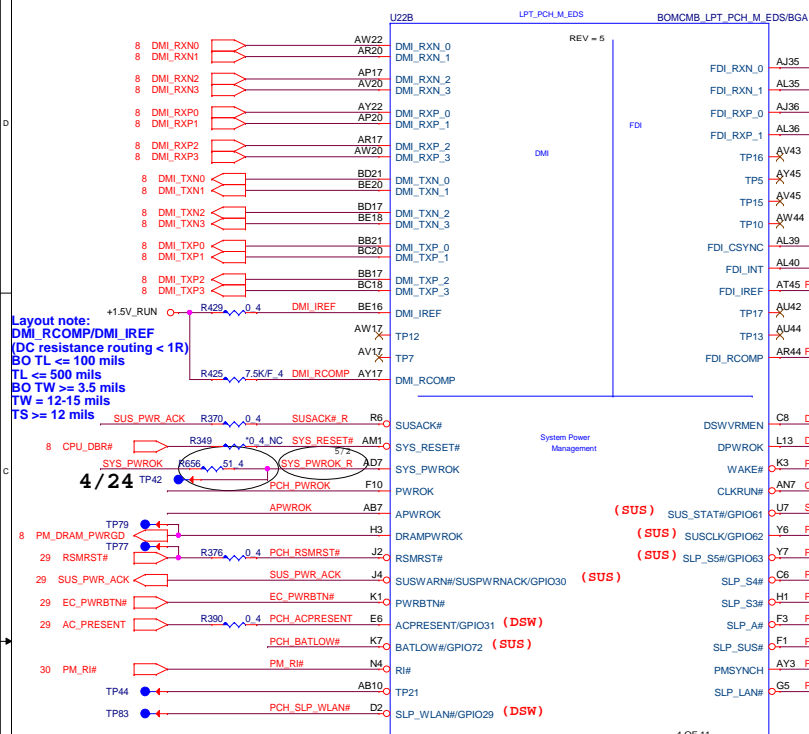 U22B LPT_PCH_M_EDS BOMCMB_LPT_PCH_M_EDS/BGA
REV = 5
8 DMI_RXN0 AW22 DMI_RXN_0
8 DMI_RXN1 AR20 DMI_RXN_1
FDI_RXN_0 AJ35
8 DMI_RXN2 AP17 DMI_RXN_2
8 DMI_RXN3 AV20 DMI_RXN_3
FDI_RXN_1 AL35
8 DMI_RXP0 AY22 DMI_RXP_0
FDI_RXP_0 AJ36
8 DMI_RXP1 AP20 DMI_RXP_1
D
FDI
FDI_RXP_1 AL36
8 DMI_RXP2 AR17 DMI_RXP_2
8 DMI_RXP3 AW20 DMI_RXP_3
DMI
TP16 AV43
8 DMI_TXN0 BD21 DMI_TXN_0
TP5 AY45
8 DMI_TXN1 BE20 DMI_TXN_1
TP15 AV45
8 DMI_TXN2 BD17 DMI_TXN_2
8 DMI_TXN3 BE18 DMI_TXN_3
TP10 AW44
8 DMI_TXP0 BB21 DMI_TXP_0
FDI_CSYNC AL39
8 DMI_TXP1 BC20 DMI_TXP_1
FDI_INT AL40
8 DMI_TXP2 BB17 DMI_TXP_2
8 DMI_TXP3 BC18 DMI_TXP_3
FDI_IREF AT45
+1.5V_RUN R429 0_4 DMI_IREF BE16 DMI_IREF
TP17 AU42
Layout note:
DMI_RCOMP/DMI_IREF
(DC resistance routing < 1R)
BO TL <= 100 mils
TL <= 500 mils
BO TW >= 3.5 mils
TW = 12-15 mils
TS >= 12 mils
AW17 TP12
TP13 AU44
AV17 TP7
FDI_RCOMP AR44
R425 7.5K/F_4 DMI_RCOMP AY17 DMI_RCOMP
SUS_PWR_ACK R370 0_4 SUSACK#_R R6 SUSACK#
DSWVRMEN C8
System Power
Management
8 CPU_DBR# R349 *0_4_NC SYS_RESET# AM1 SYS_RESET#
DPWROK L13
5/2
SYS_PWROK R656 51_4 SYS_PWROK_R AD7 SYS_PWROK
WAKE# K3
C
4/24 TP42
PCH_PWROK F10 PWROK
CLKRUN# AN7
APWROK AB7 APWROK
(SUS) SUS_STAT#/GPIO61 U7
TP79
8 PM_DRAM_PWRGD H3 DRAMPWROK
(SUS) SUSCLK/GPIO62 Y6
TP77
29 RSMRST# R376 0_4 PCH_RSMRST# J2 RSMRST#
(SUS) SLP_S5#/GPIO63 Y7
29 SUS_PWR_ACK SUS_PWR_ACK J4 SUSWARN#/SUSPWRNACK/GPIO30 (SUS)
SLP_S4# C6
29 EC_PWRBTN# EC_PWRBTN# K1 PWRBTN#
SLP_S3# H1
29 AC_PRESENT R390 0_4 PCH_ACPRESENT E6 ACPRESENT/GPIO31 (DSW)
SLP_A# F3
PCH_BATLOW# K7 BATLOW#/GPIO72 (SUS)
SLP_SUS# F1
30 PM_RI# PM_RI# N4 RI#
PMSYNCH AY3
TP44 AB10 TP21
SLP_LAN# G5
TP83 PCH_SLP_WLAN# D2 SLP_WLAN#/GPIO29 (DSW)